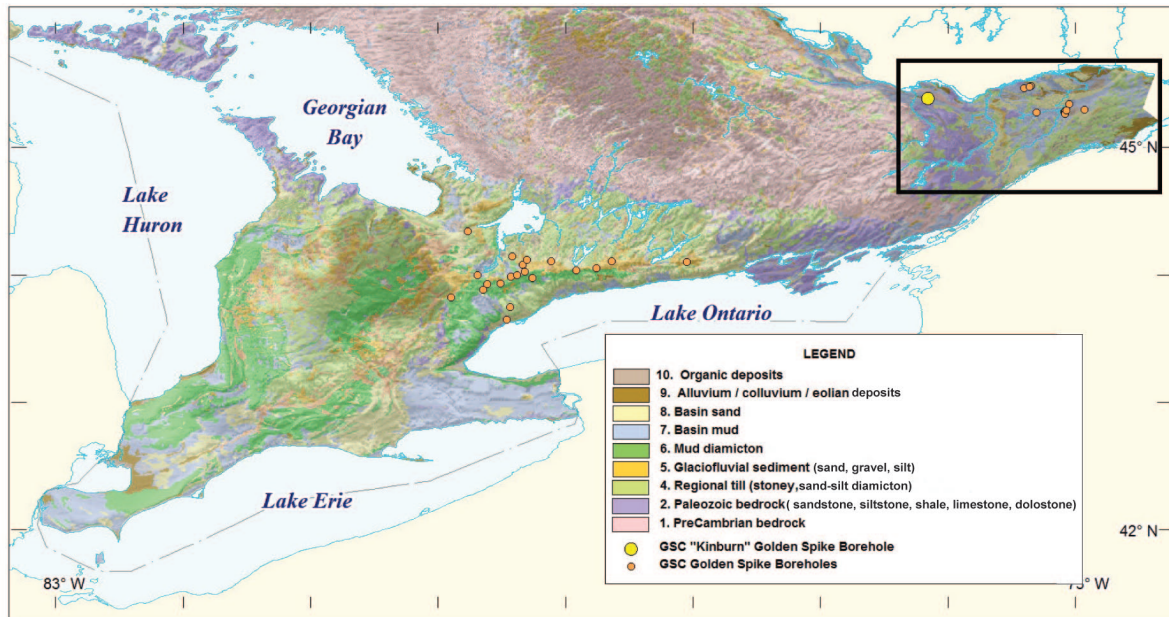 Georgian
Bay
45° N
Lake
Huron
Lake Ontario
LEGEND
10. Organic deposits
9. Alluvium / colluvium / eolian deposits
8. Basin sand
7. Basin mud
6. Mud diamicton
5. Glaciofluvial sediment (sand, gravel, silt)
4. Regional till (stoney,sand-silt diamicton)
2. Paleozoic bedrock( sandstone, siltstone, shale, limestone, dolostone)
1. PreCambrian bedrock
GSC "Kinburn" Golden Spike Borehole
GSC Golden Spike Boreholes
Lake Erie
42° N
83° W